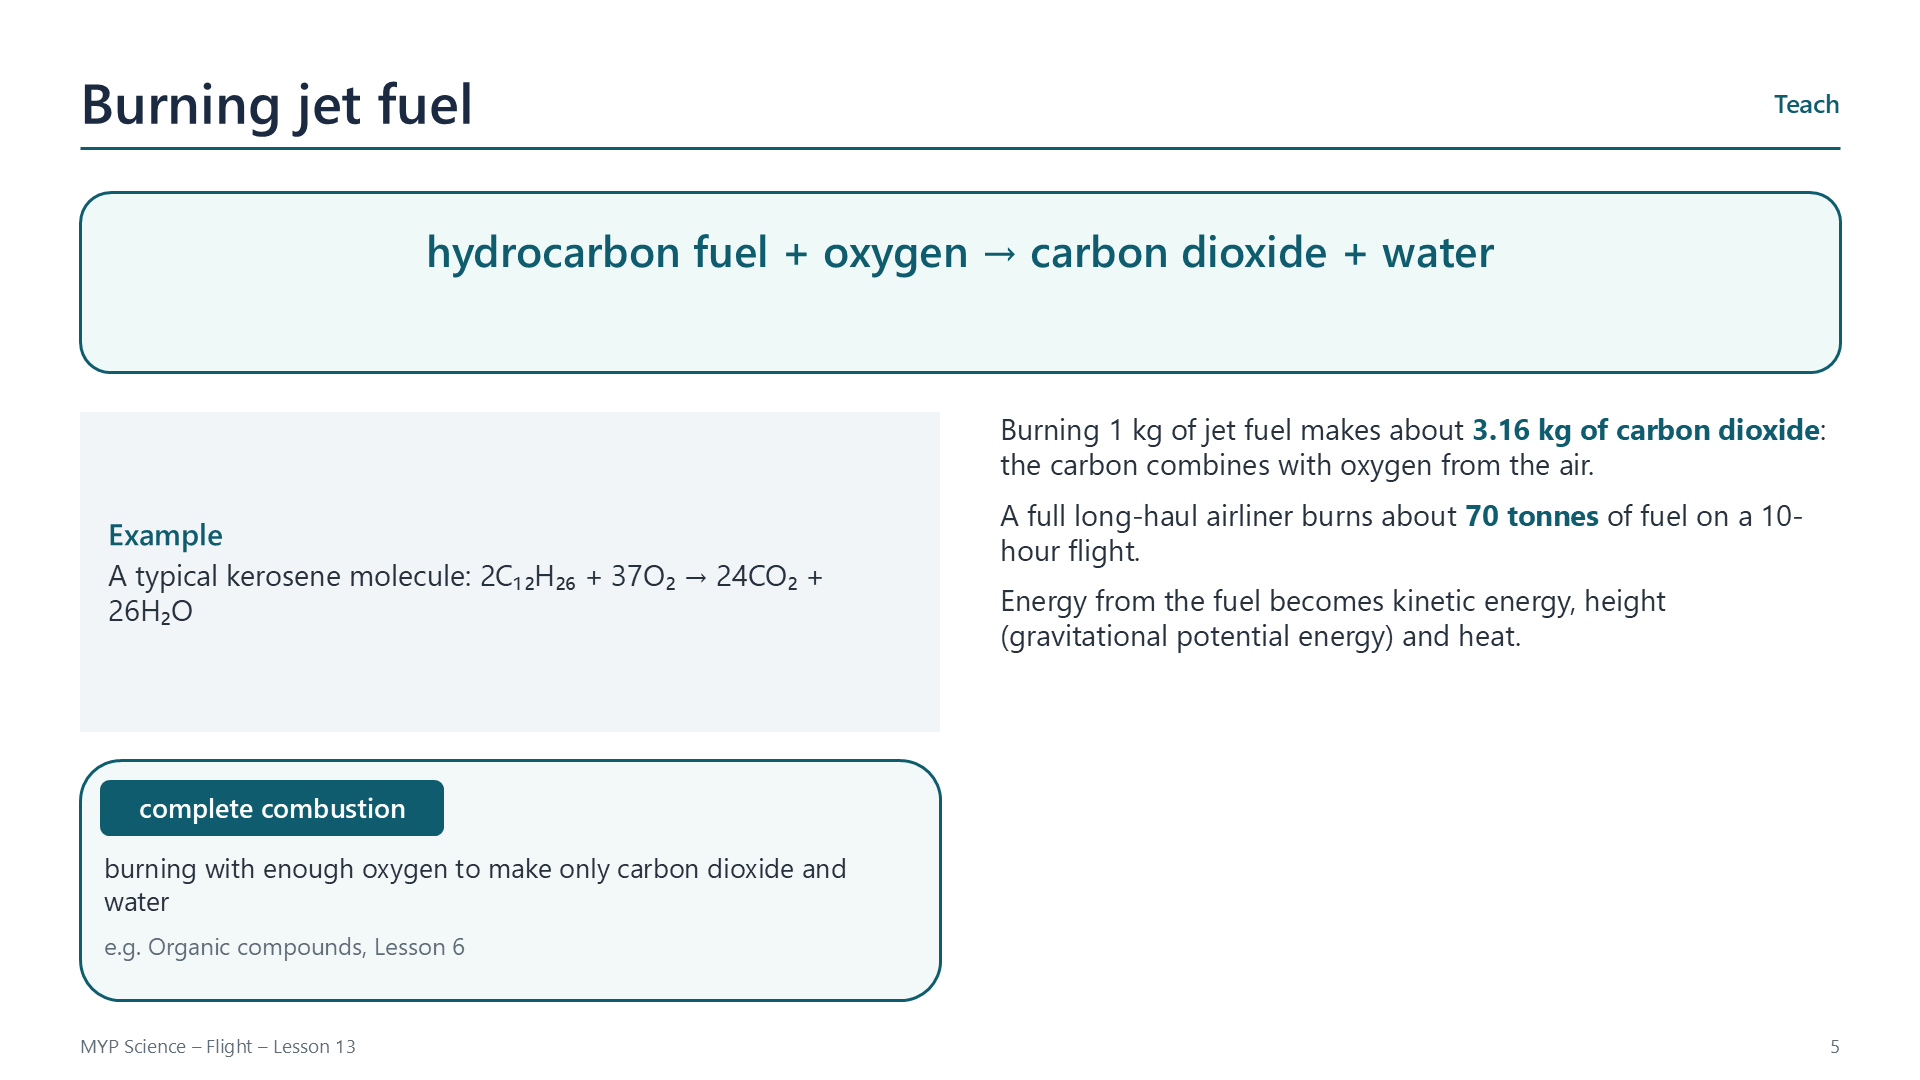 Burning jet fuel
Teach
hydrocarbon fuel + oxygen → carbon dioxide + water
Example
A typical kerosene molecule: 2C₁₂H₂₆ + 37O₂ → 24CO₂ +
26H₂O
complete combustion
burning with enough oxygen to make only carbon dioxide and
water
e.g. Organic compounds, Lesson 6
Burning 1 kg of jet fuel makes about 3.16 kg of carbon dioxide:
the carbon combines with oxygen from the air.
A full long-haul airliner burns about 70 tonnes of fuel on a 10-
hour flight.
Energy from the fuel becomes kinetic energy, height
(gravitational potential energy) and heat.
MYP Science – Flight – Lesson 13
5